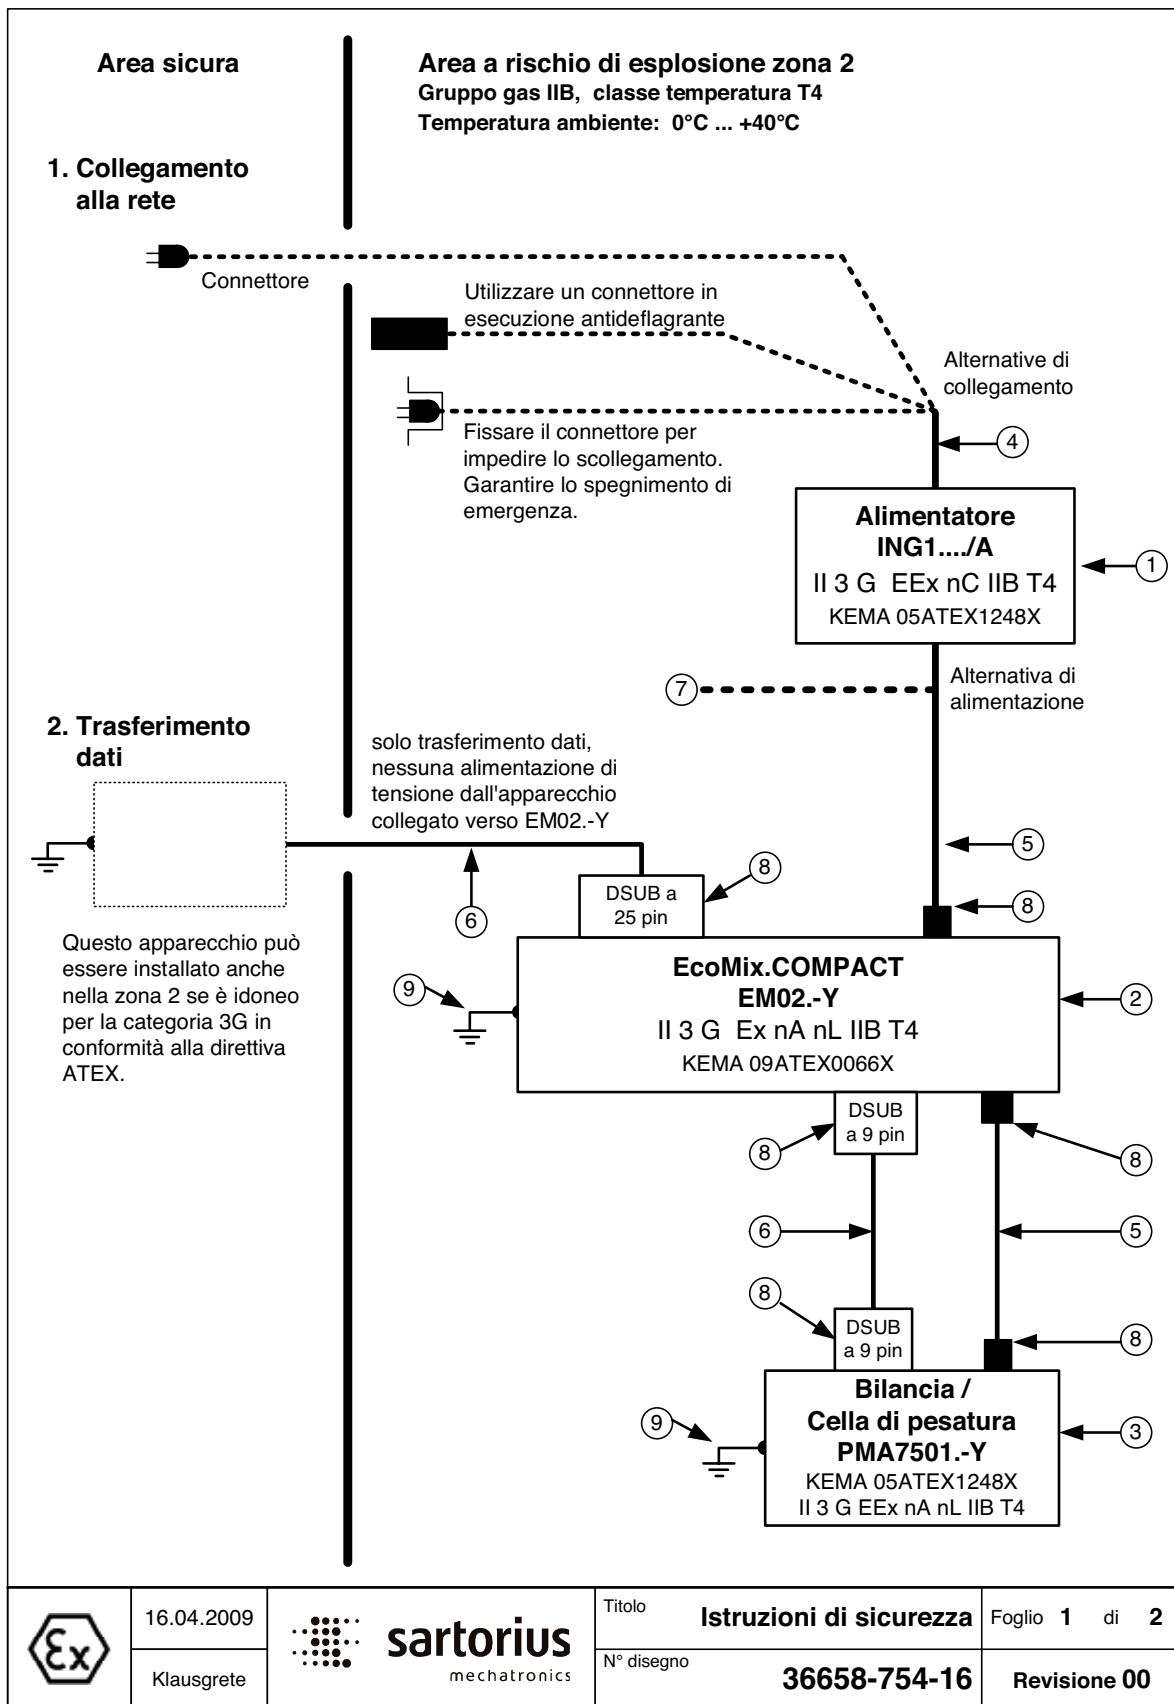 Area sicura
Area a rischio di esplosione zona 2
Gruppo gas IIB, classe temperatura T4
Temperatura ambiente: 0°C ... +40°C
1. Collegamento
alla rete
Connettore
Utilizzare un connettore in
esecuzione antideflagrante
Alternative di
collegamento
Fissare il connettore per
impedire lo scollegamento.
Garantire lo spegnimento di
emergenza.
4
Alimentatore
ING1..../A
II 3 G EEx nC IIB T4
KEMA 05ATEX1248X
1
7
Alternativa di
alimentazione
2. Trasferimento
dati
solo trasferimento dati,
nessuna alimentazione di
tensione dall'apparecchio
collegato verso EM02.-Y
5
8
DSUB a
25 pin
6
8
Questo apparecchio può
essere installato anche
nella zona 2 se è idoneo
per la categoria 3G in
conformità alla direttiva
ATEX.
9
EcoMix.COMPACT
EM02.-Y
II 3 G Ex nA nL IIB T4
KEMA 09ATEX0066X
2
DSUB
a 9 pin
8
8
6
5
8
DSUB
a 9 pin
8
Bilancia /
Cella di pesatura
PMA7501.-Y
KEMA 05ATEX1248X
II 3 G EEx nA nL IIB T4
9
3
Ex
16.04.2009
Klausgrete
sartorius
mechatronics
Titolo
Istruzioni di sicurezza
Foglio 1 di 2
N° disegno
36658-754-16
Revisione 00